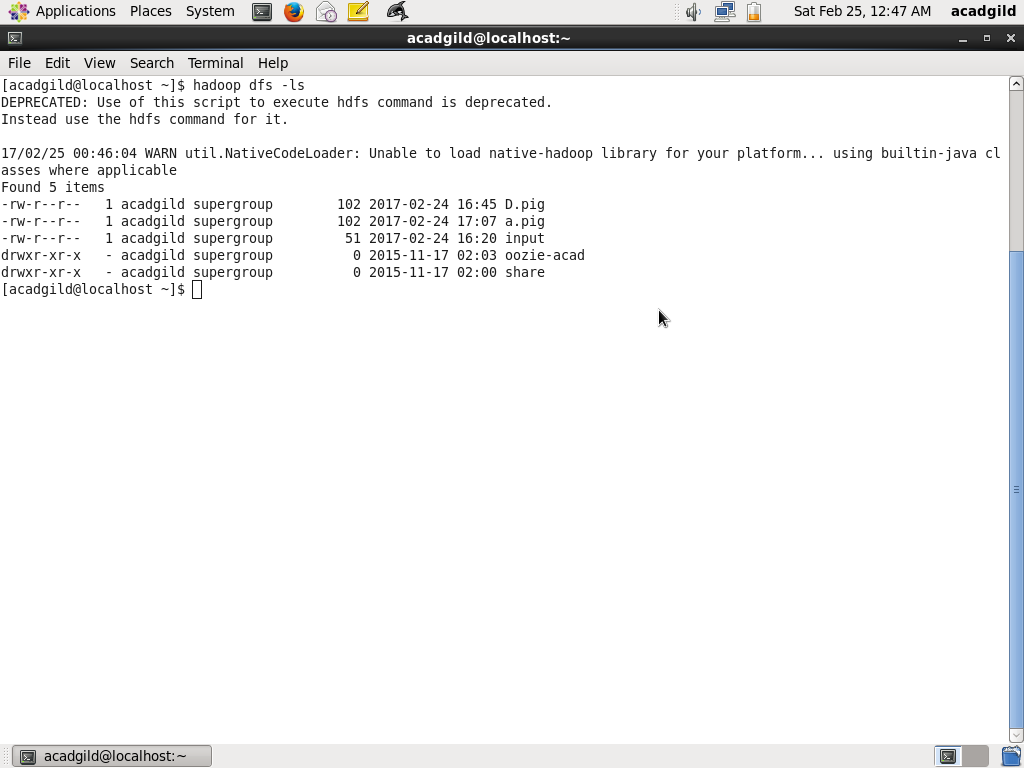 Applications Places System Sat Feb 25, 12:47 AM acadgild
acadgild@localhost:~
File Edit View Search Terminal Help
[acadgild@localhost ~]$ hadoop dfs -ls
DEPRECATED: Use of this script to execute hdfs command is deprecated.
Instead use the hdfs command for it.
17/02/25 00:46:04 WARN util.NativeCodeLoader: Unable to load native-hadoop library for your platform... using builtin-java cl
asses where applicable
Found 5 items
-rw-r--r--   1 acadgild supergroup        102 2017-02-24 16:45 D.pig
-rw-r--r--   1 acadgild supergroup        102 2017-02-24 17:07 a.pig
-rw-r--r--   1 acadgild supergroup         51 2017-02-24 16:20 input
drwxr-xr-x   - acadgild supergroup          0 2015-11-17 02:03 oozie-acad
drwxr-xr-x   - acadgild supergroup          0 2015-11-17 02:00 share
[acadgild@localhost ~]$
acadgild@localhost:~